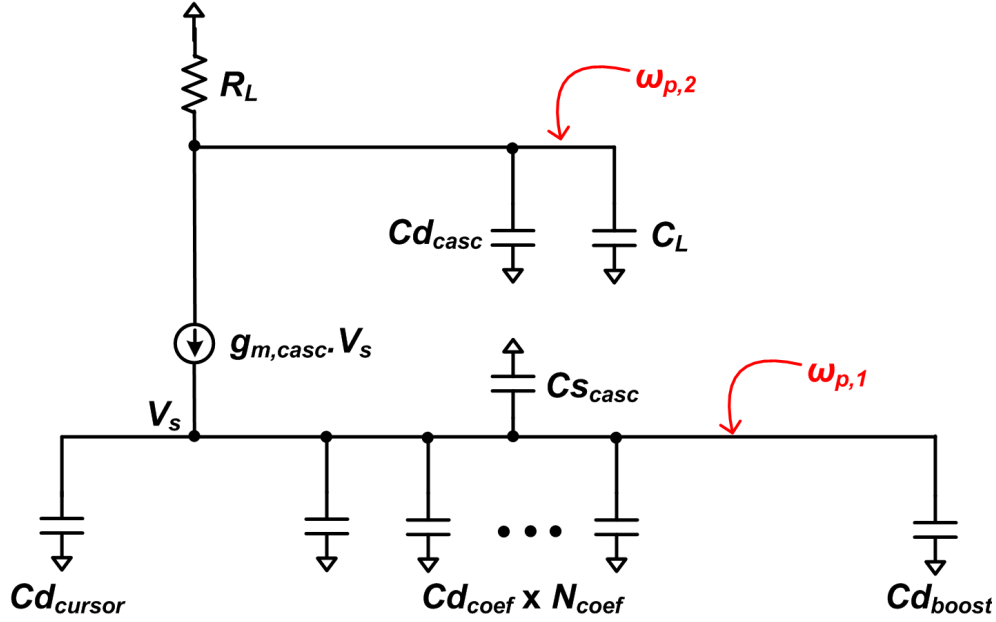 R_L
ω_p,2
Cd_casc
C_L
g_m,casc.V_s
Cs_casc
ω_p,1
V_s
Cd_cursor
Cd_coef x N_coef
Cd_boost